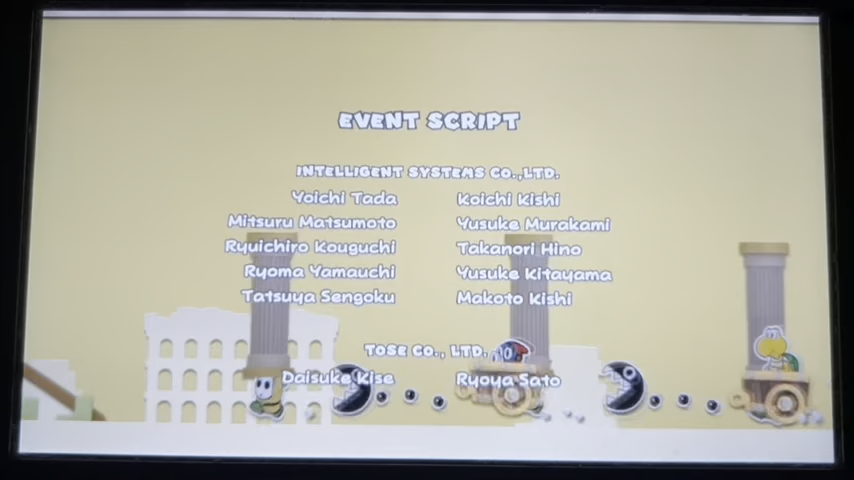 EVENT SCRIPT
INTELLIGENT SYSTEMS CO.,LTD.
Yoichi Tada Koichi Kishi
Mitsuru Matsumoto Yusuke Murakami
Ryuichiro Kouguchi Takanori Hino
Ryoma Yamauchi Yusuke Kitayama
Tatsuya Sengoku Makoto Kishi
TOSE CO., LTD.
10
Daisuke Kise Ryoya Sato